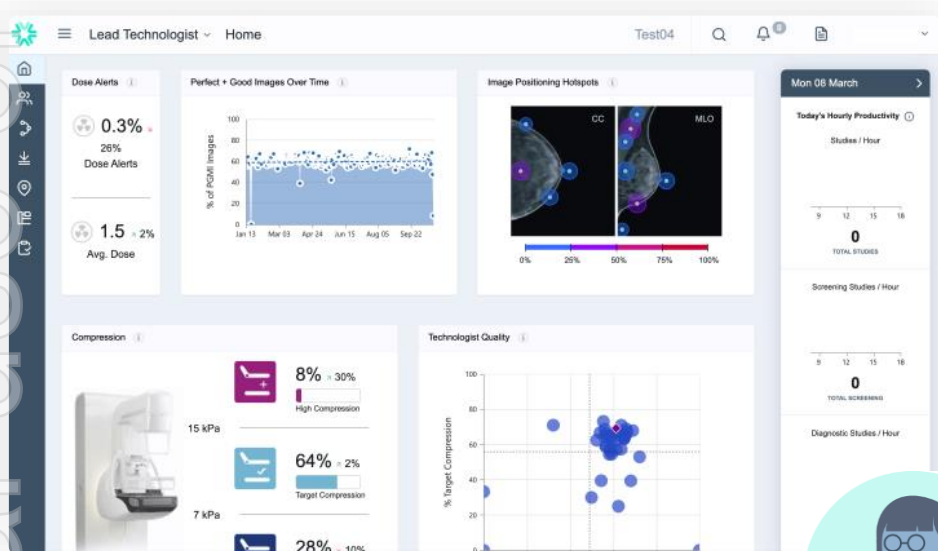 Lead Technologist
Home
Test04
0
Dose Alerts
0.3%
26%
Dose Alerts
1.5 2%
Avg. Dose
Perfect + Good Images Over Time
% of PGMI Images
100
80
60
40
20
0
Jan 13 Mar 03 Apr 24 Jun 15 Aug 05 Sep 22
Image Positioning Hotspots
CC
MLO
0% 25% 50% 75% 100%
Mon 08 March
Today's Hourly Productivity
Studies / Hour
9 12 15 18
0
TOTAL STUDIES
Screening Studies / Hour
9 12 15 18
0
TOTAL SCREENING
Diagnostic Studies / Hour
Compression
15 kPa
7 kPa
8% 30%
High Compression
64% 2%
Target Compression
28% 10%
Technologist Quality
% Target Compression
100
80
60
40
20
0